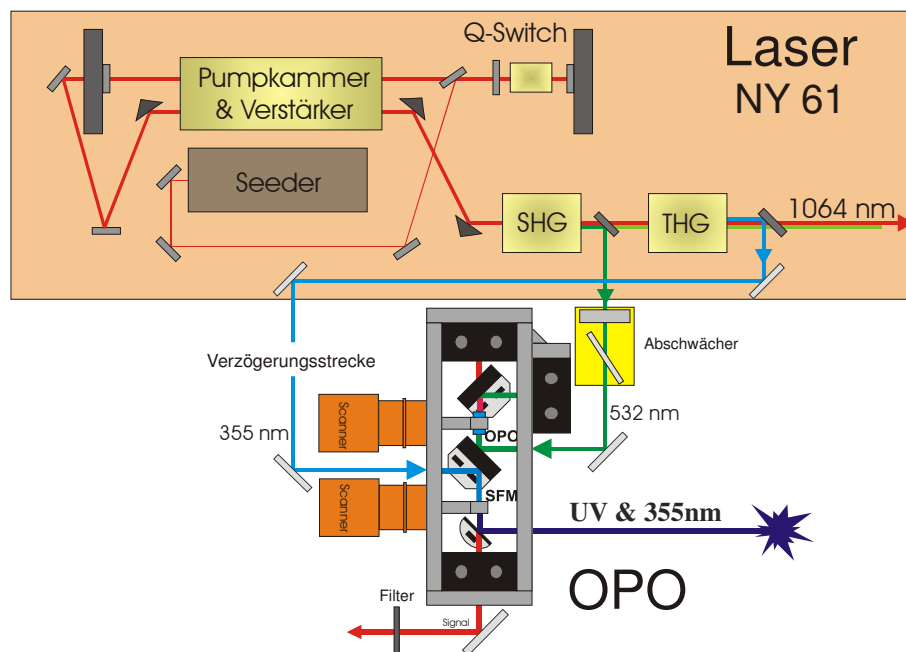 Q-Switch
Laser
NY 61
Pumpkammer
& Verstärker
Seeder
SHG
THG
1064 nm
Verzögerungsstrecke
Abschwächer
355 nm
Scanner
OPO
532 nm
Scanner
SFM
UV & 355nm
OPO
Filter
Signal